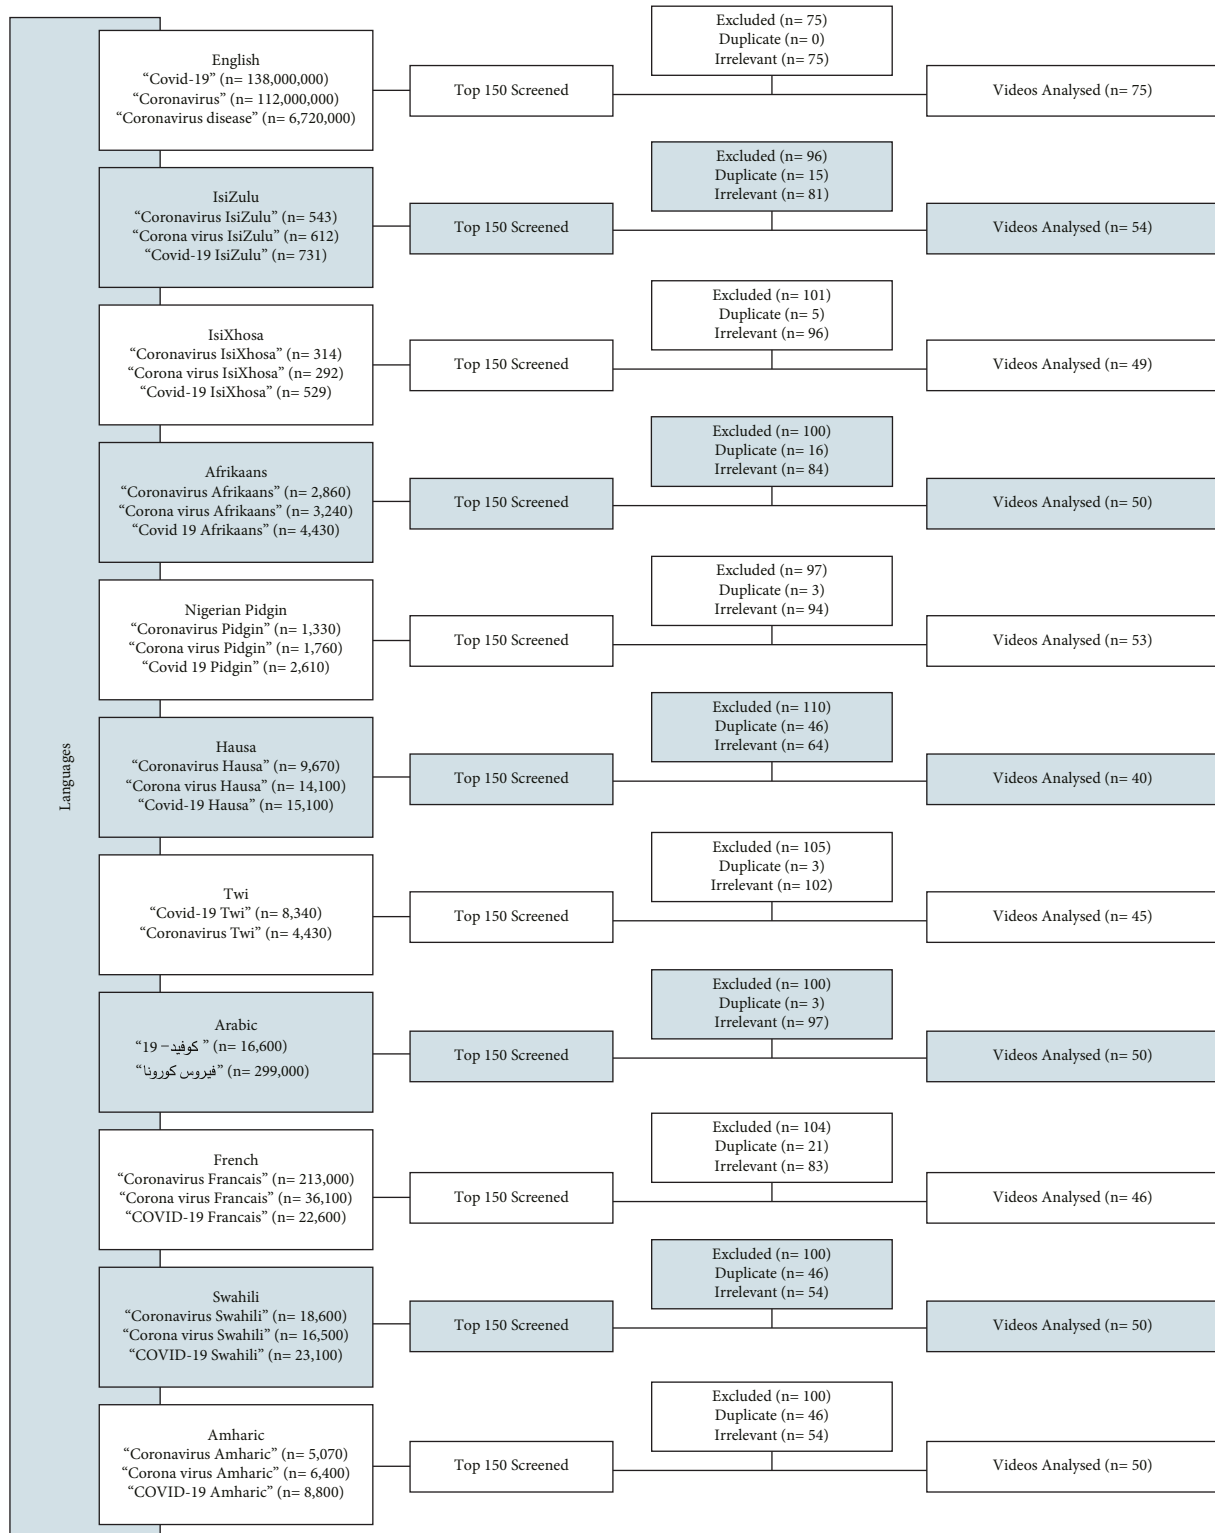 Languages
English
“Covid-19” (n= 138,000,000)
“Coronavirus” (n= 112,000,000)
“Coronavirus disease” (n= 6,720,000)
Top 150 Screened
Excluded (n= 75)
Duplicate (n= 0)
Irrelevant (n= 75)
Videos Analysed (n= 75)
IsiZulu
“Coronavirus IsiZulu” (n= 543)
“Corona virus IsiZulu” (n= 612)
“Covid-19 IsiZulu” (n= 731)
Top 150 Screened
Excluded (n= 96)
Duplicate (n= 15)
Irrelevant (n= 81)
Videos Analysed (n= 54)
IsiXhosa
“Coronavirus IsiXhosa” (n= 314)
“Corona virus IsiXhosa” (n= 292)
“Covid-19 IsiXhosa” (n= 529)
Top 150 Screened
Excluded (n= 101)
Duplicate (n= 5)
Irrelevant (n= 96)
Videos Analysed (n= 49)
Afrikaans
“Coronavirus Afrikaans” (n= 2,860)
“Corona virus Afrikaans” (n= 3,240)
“Covid 19 Afrikaans” (n= 4,430)
Top 150 Screened
Excluded (n= 100)
Duplicate (n= 16)
Irrelevant (n= 84)
Videos Analysed (n= 50)
Nigerian Pidgin
“Coronavirus Pidgin” (n= 1,330)
“Corona virus Pidgin” (n= 1,760)
“Covid 19 Pidgin” (n= 2,610)
Top 150 Screened
Excluded (n= 97)
Duplicate (n= 3)
Irrelevant (n= 94)
Videos Analysed (n= 53)
Hausa
“Coronavirus Hausa” (n= 9,670)
“Corona virus Hausa” (n= 14,100)
“Covid-19 Hausa” (n= 15,100)
Top 150 Screened
Excluded (n= 110)
Duplicate (n= 46)
Irrelevant (n= 64)
Videos Analysed (n= 40)
Twi
“Covid-19 Twi” (n= 8,340)
“Coronavirus Twi” (n= 4,430)
Top 150 Screened
Excluded (n= 105)
Duplicate (n= 3)
Irrelevant (n= 102)
Videos Analysed (n= 45)
Arabic
“كوفيد– 19 ” (n= 16,600)
“فيروس كورونا” (n= 299,000)
Top 150 Screened
Excluded (n= 100)
Duplicate (n= 3)
Irrelevant (n= 97)
Videos Analysed (n= 50)
French
“Coronavirus Francais” (n= 213,000)
“Corona virus Francais” (n= 36,100)
“COVID-19 Francais” (n= 22,600)
Top 150 Screened
Excluded (n= 104)
Duplicate (n= 21)
Irrelevant (n= 83)
Videos Analysed (n= 46)
Swahili
“Coronavirus Swahili” (n= 18,600)
“Corona virus Swahili” (n= 16,500)
“COVID-19 Swahili” (n= 23,100)
Top 150 Screened
Excluded (n= 100)
Duplicate (n= 46)
Irrelevant (n= 54)
Videos Analysed (n= 50)
Amharic
“Coronavirus Amharic” (n= 5,070)
“Corona virus Amharic” (n= 6,400)
“COVID-19 Amharic” (n= 8,800)
Top 150 Screened
Excluded (n= 100)
Duplicate (n= 46)
Irrelevant (n= 54)
Videos Analysed (n= 50)